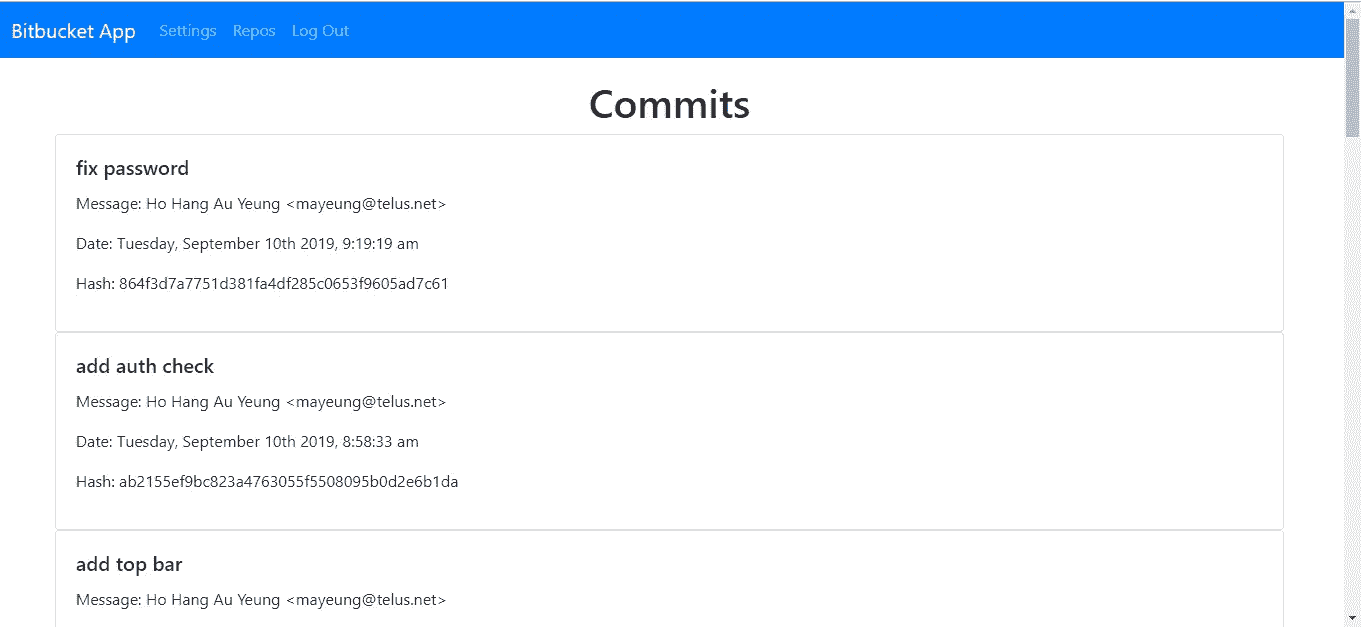 Bitbucket App Settings Repos Log Out
Commits
fix password
Message: Ho Hang Au Yeung <mayeung@telus.net>
Date: Tuesday, September 10th 2019, 9:19:19 am
Hash: 864f3d7a7751d381fa4df285c0653f9605ad7c61
add auth check
Message: Ho Hang Au Yeung <mayeung@telus.net>
Date: Tuesday, September 10th 2019, 8:58:33 am
Hash: ab2155ef9bc823a4763055f5508095b0d2e6b1da
add top bar
Message: Ho Hang Au Yeung <mayeung@telus.net>